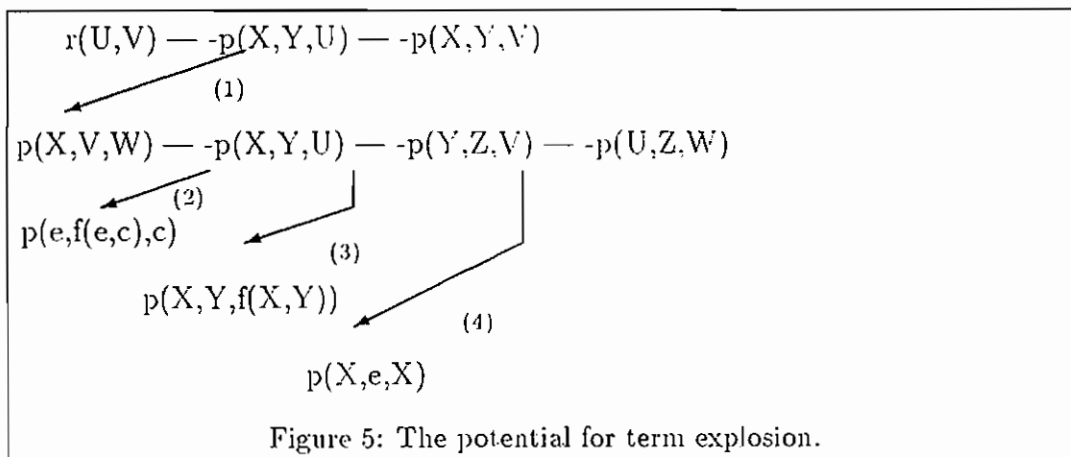 r(U,V) — -p(X,Y,U) — -p(X,Y,V)
(1)
p(X,V,W) — -p(X,Y,U) — -p(Y,Z,V) — -p(U,Z,W)
(2)
p(e,f(e,c),c)
(3)
p(X,Y,f(X,Y))
(4)
p(X,e,X)
Figure 5: The potential for term explosion.